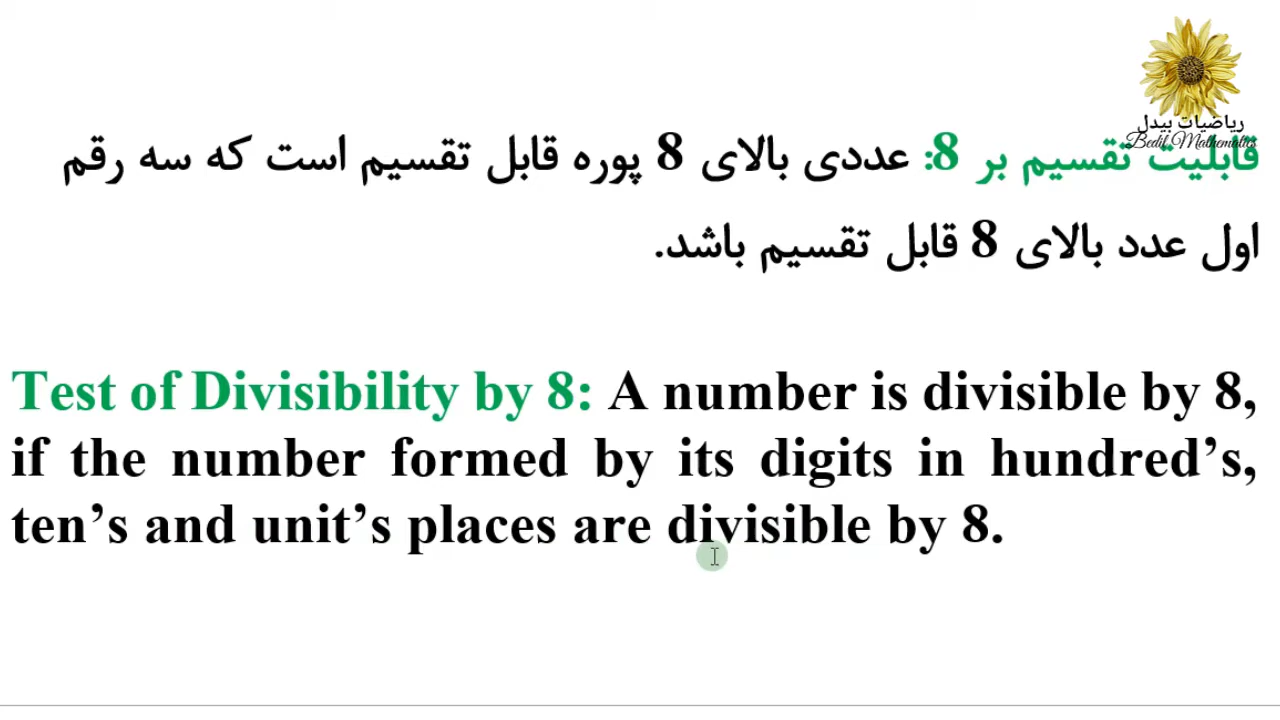 ریاضیات بیدل
Bedil Mathematics
قابلیت تقسیم بر 8: عددی بالای 8 پوره قابل تقسیم است که سه رقم
اول عدد بالای 8 قابل تقسیم باشد.
Test of Divisibility by 8: A number is divisible by 8,
if the number formed by its digits in hundred's,
ten's and unit's places are divisible by 8.